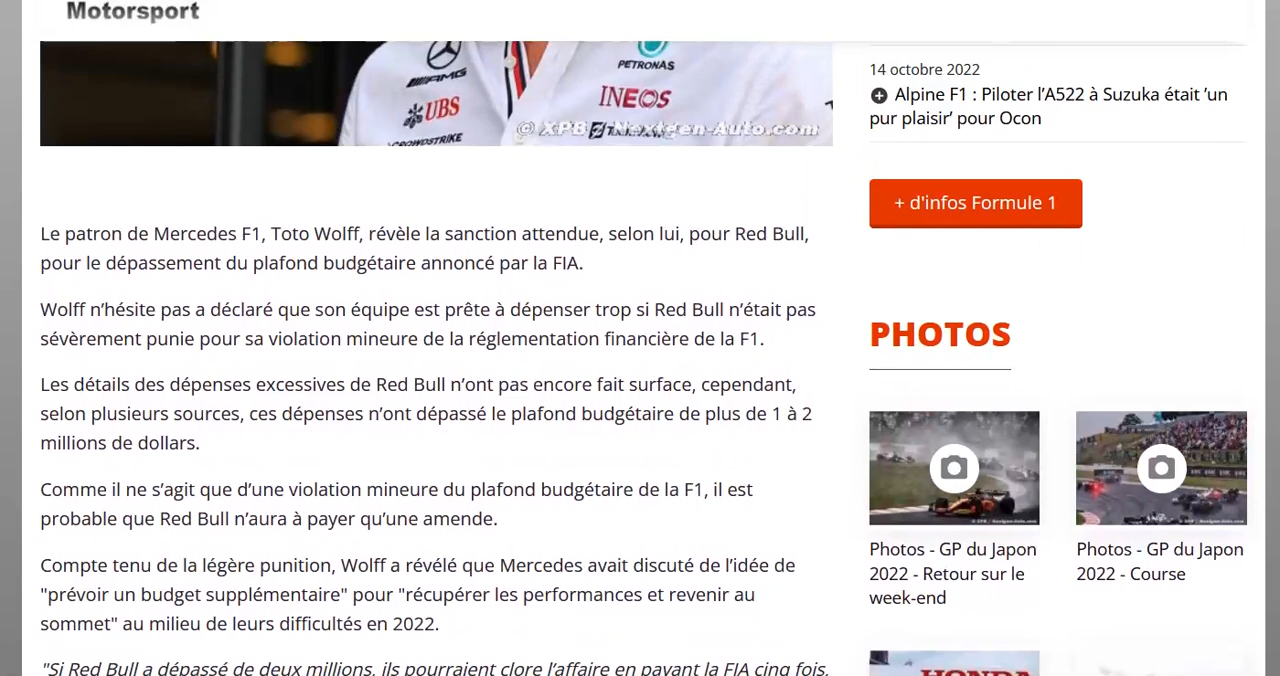 Motorsport
PETRONAS
AMG
UBS
INEOS
CROWDSTRIKE
© XPB / Nextgen-Auto.com
Le patron de Mercedes F1, Toto Wolff, révèle la sanction attendue, selon lui, pour Red Bull,
pour le dépassement du plafond budgétaire annoncé par la FIA.
Wolff n’hésite pas a déclaré que son équipe est prête à dépenser trop si Red Bull n’était pas
sévèrement punie pour sa violation mineure de la réglementation financière de la F1.
Les détails des dépenses excessives de Red Bull n’ont pas encore fait surface, cependant,
selon plusieurs sources, ces dépenses n’ont dépassé le plafond budgétaire de plus de 1 à 2
millions de dollars.
Comme il ne s’agit que d’une violation mineure du plafond budgétaire de la F1, il est
probable que Red Bull n’aura à payer qu’une amende.
Compte tenu de la légère punition, Wolff a révélé que Mercedes avait discuté de l’idée de
"prévoir un budget supplémentaire" pour "récupérer les performances et revenir au
sommet" au milieu de leurs difficultés en 2022.
"Si Red Bull a dépassé de deux millions, ils pourraient clore l’affaire en payant la FIA cinq fois,
14 octobre 2022
Alpine F1 : Piloter l’A522 à Suzuka était ’un
pur plaisir’ pour Ocon
+ d'infos Formule 1
PHOTOS
Photos - GP du Japon
2022 - Retour sur le
week-end
Photos - GP du Japon
2022 - Course
HONDA